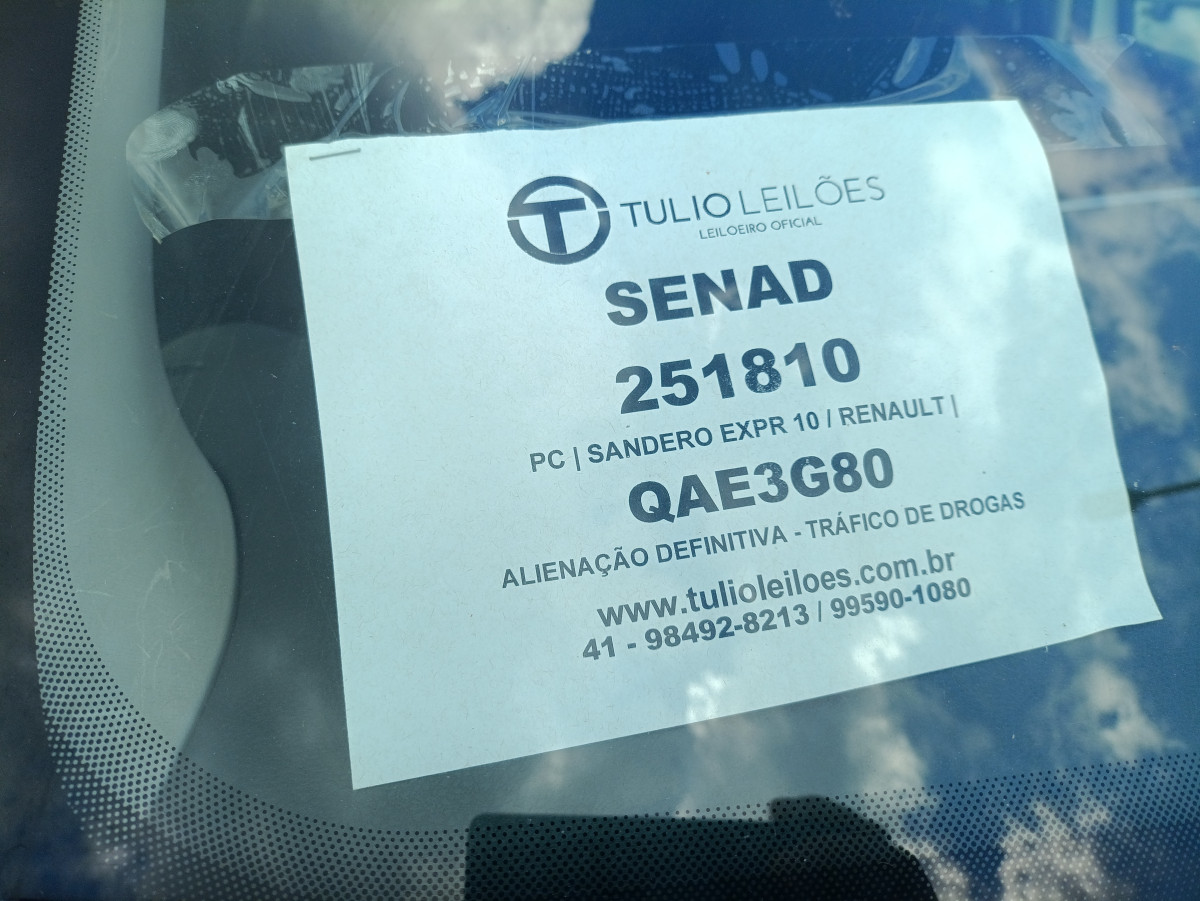 T TULIO LEILÕES
LEILOEIRO OFICIAL
SENAD
251810
PC | SANDERO EXPR 10 / RENAULT |
QAE3G80
ALIENAÇÃO DEFINITIVA - TRÁFICO DE DROGAS
www.tulioleiloes.com.br
41 - 98492-8213 / 99590-1080